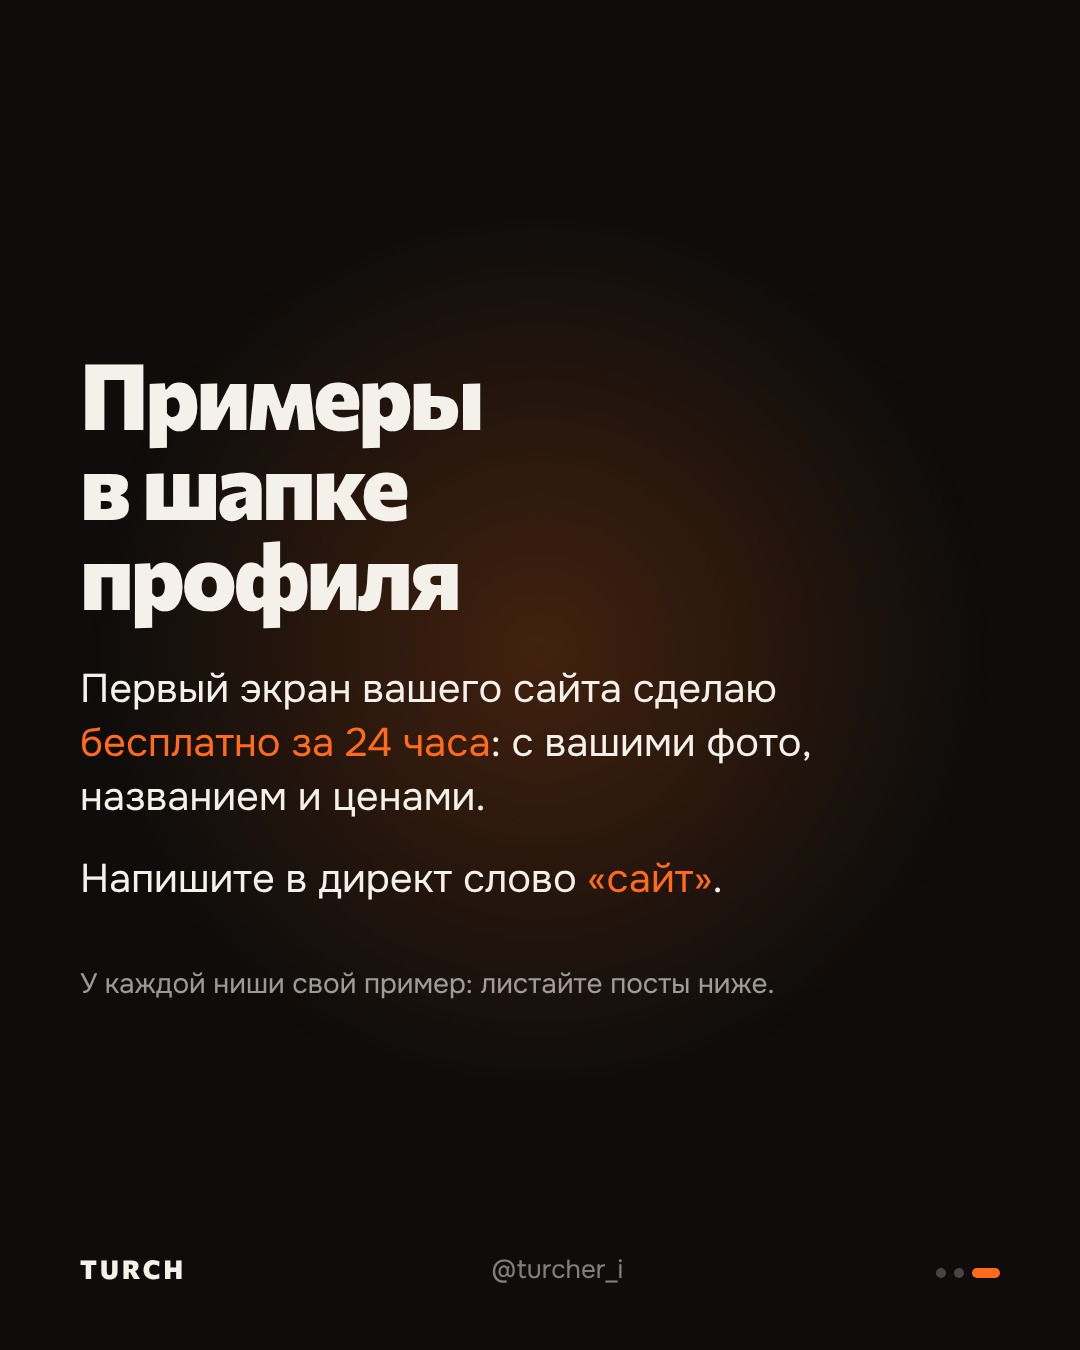 Примеры
в шапке
профиля
Первый экран вашего сайта сделаю
бесплатно за 24 часа: с вашими фото,
названием и ценами.
Напишите в директ слово «сайт».
У каждой ниши свой пример: листайте посты ниже.
TURCH
@turcher_i